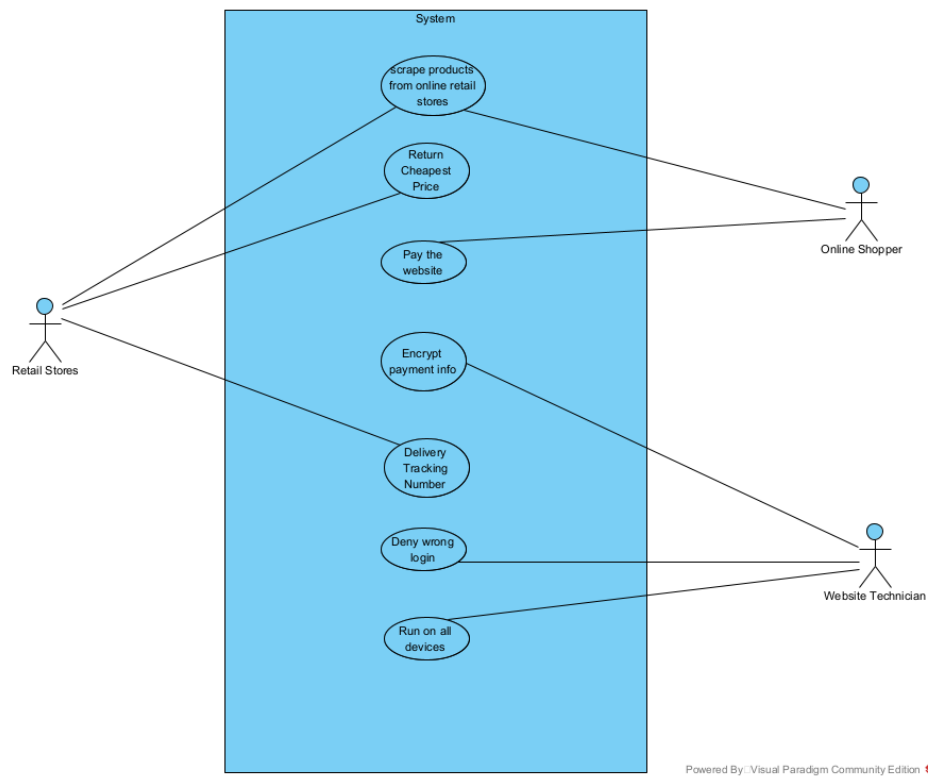 System
scrape products
from online retail
stores
Return
Cheapest
Price
Online Shopper
Pay the
website
Retail Stores
Encrypt
payment info
Delivery
Tracking
Number
Deny wrong
login
Website Technician
Run on all
devices
Powered By Visual Paradigm Community Edition